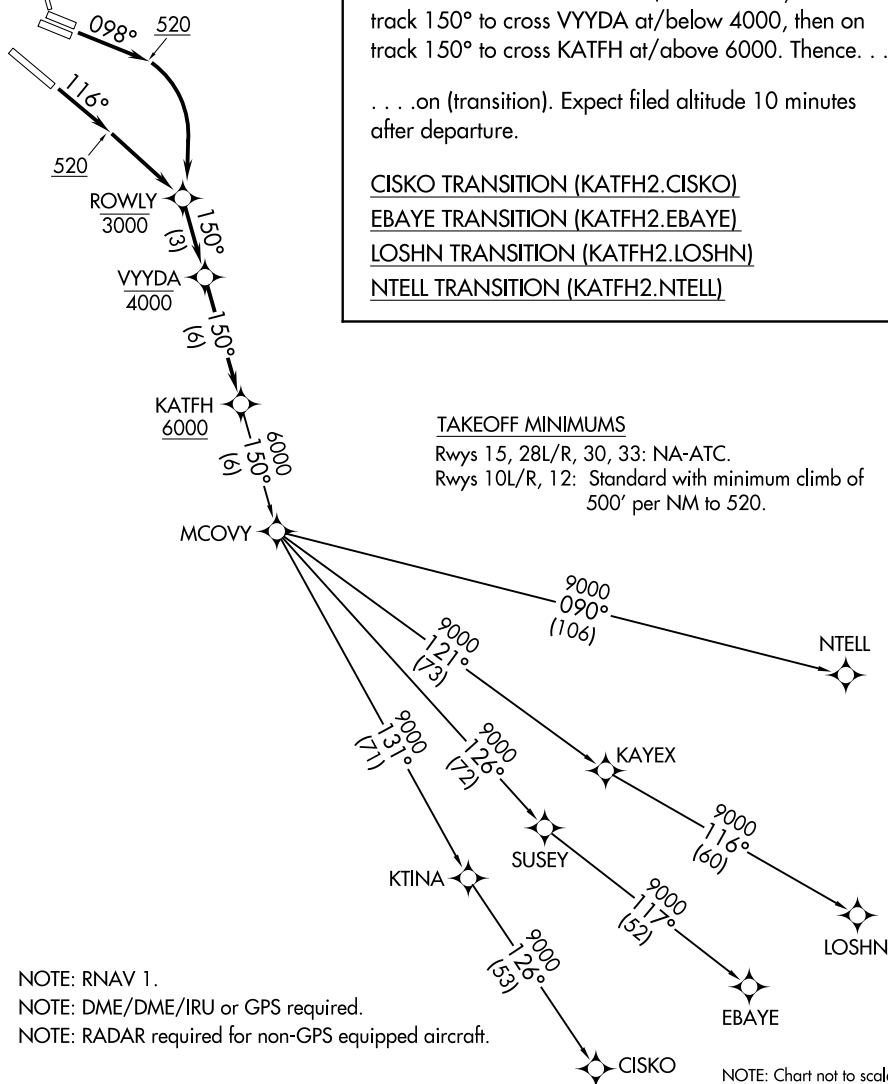 track 150° to cross VYYDA at/below 4000, then on
track 150° to cross KATFH at/above 6000. Thence. . .
. . . .on (transition). Expect filed altitude 10 minutes
after departure.
CISKO TRANSITION (KATFH2.CISKO)
EBAYE TRANSITION (KATFH2.EBAYE)
LOSHN TRANSITION (KATFH2.LOSHN)
NTELL TRANSITION (KATFH2.NTELL)
098°
520
116°
520
ROWLY
3000
150°
(3)
VYYDA
4000
150°
(6)
KATFH
6000
6000
150°
(6)
MCOVY
TAKEOFF MINIMUMS
Rwys 15, 28L/R, 30, 33: NA-ATC.
Rwys 10L/R, 12: Standard with minimum climb of
500' per NM to 520.
9000
090°
(106)
NTELL
9000
121°
(73)
KAYEX
9000
116°
(60)
LOSHN
9000
126°
(72)
SUSEY
9000
117°
(52)
EBAYE
9000
131°
(71)
KTINA
9000
126°
(53)
CISKO
NOTE: RNAV 1.
NOTE: DME/DME/IRU or GPS required.
NOTE: RADAR required for non-GPS equipped aircraft.
NOTE: Chart not to scale